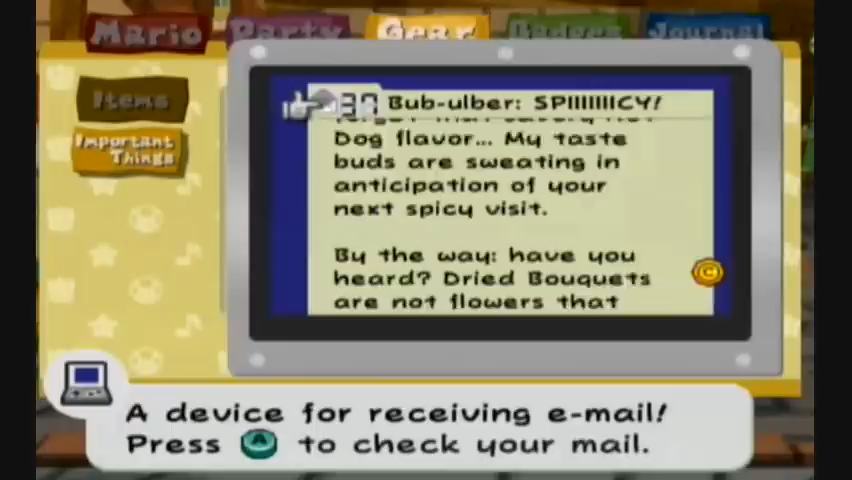 Mario Party Gear Badges Journal
Items
Important
Things
37 Bub-ulber: SPIIIIIIICY!
Dog flavor... My taste
buds are sweating in
anticipation of your
next spicy visit.
By the way: have you
heard? Dried Bouquets
are not flowers that
A device for receiving e-mail!
Press A to check your mail.